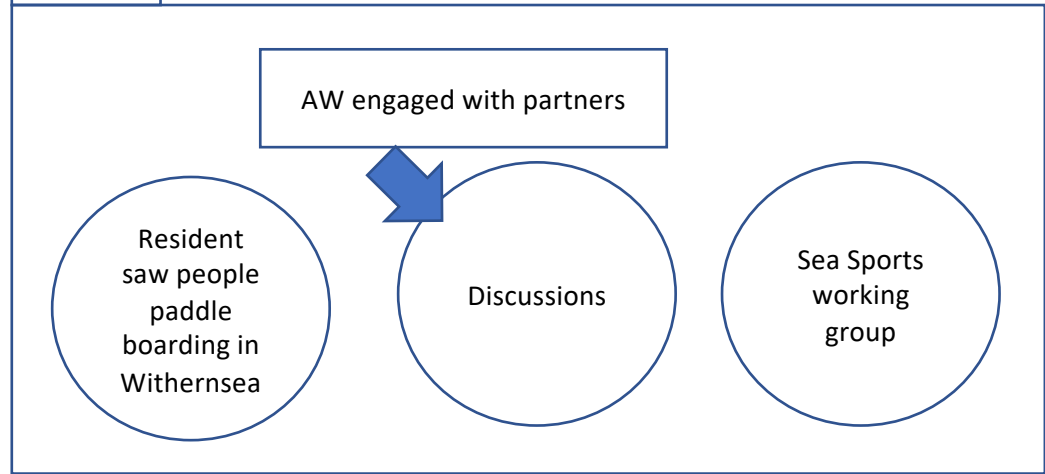 AW engaged with partners
Resident
saw people
paddle
boarding in
Withernsea
Discussions
Sea Sports
working
group